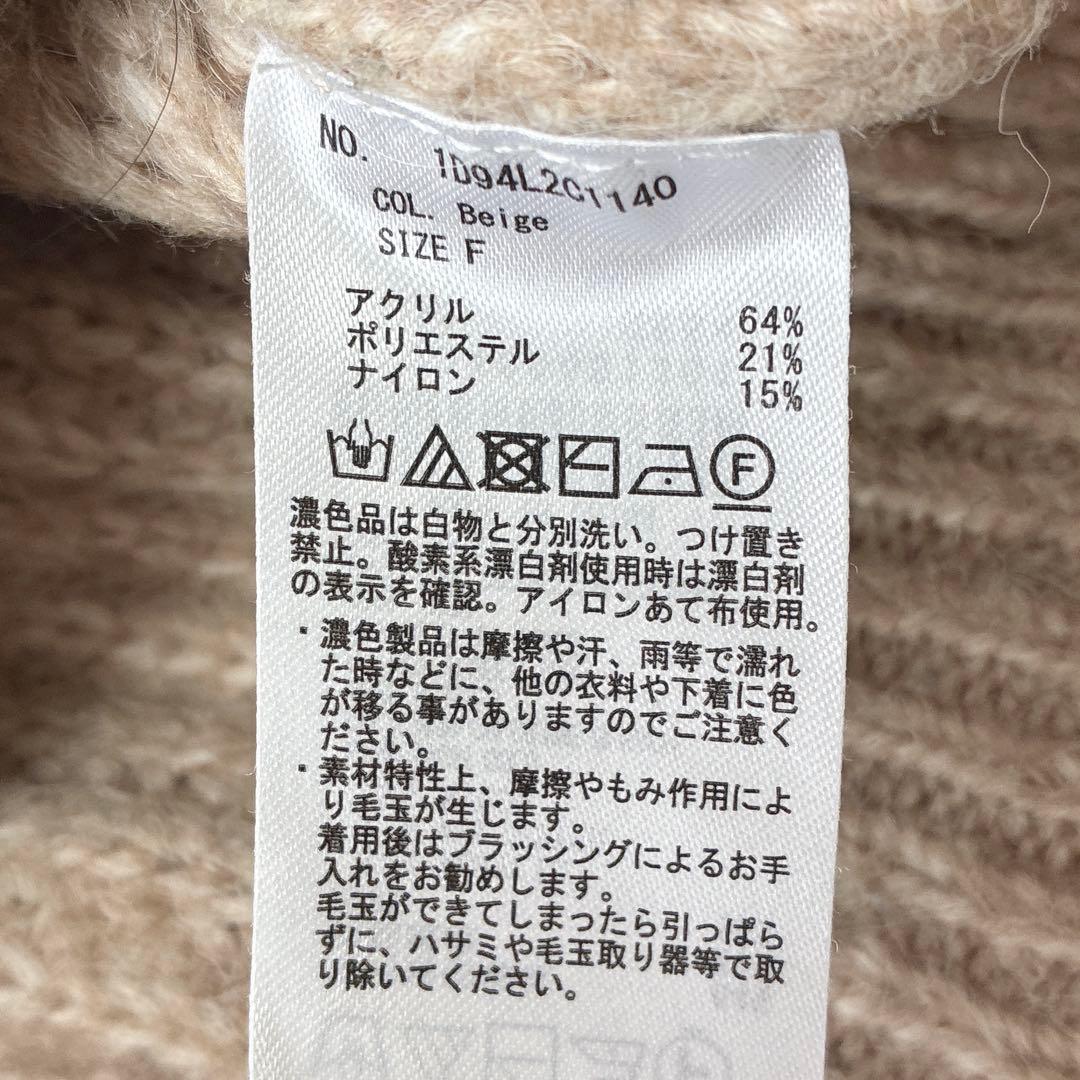 NO. 1D94L2C1140
COL. Beige
SIZE F
アクリル 64%
ポリエステル 21%
ナイロン 15%
F
濃色品は白物と分別洗い。つけ置き
禁止。酸素系漂白剤使用時は漂白剤
の表示を確認。アイロンあて布使用。
・濃色製品は摩擦や汗、雨等で濡れ
た時などに、他の衣料や下着に色
が移る事がありますのでご注意く
ださい。
・素材特性上、摩擦やもみ作用によ
り毛玉が生じます。
着用後はブラッシングによるお手
入れをお勧めします。
毛玉ができてしまったら引っぱら
ずに、ハサミや毛玉取り器等で取
り除いてください。